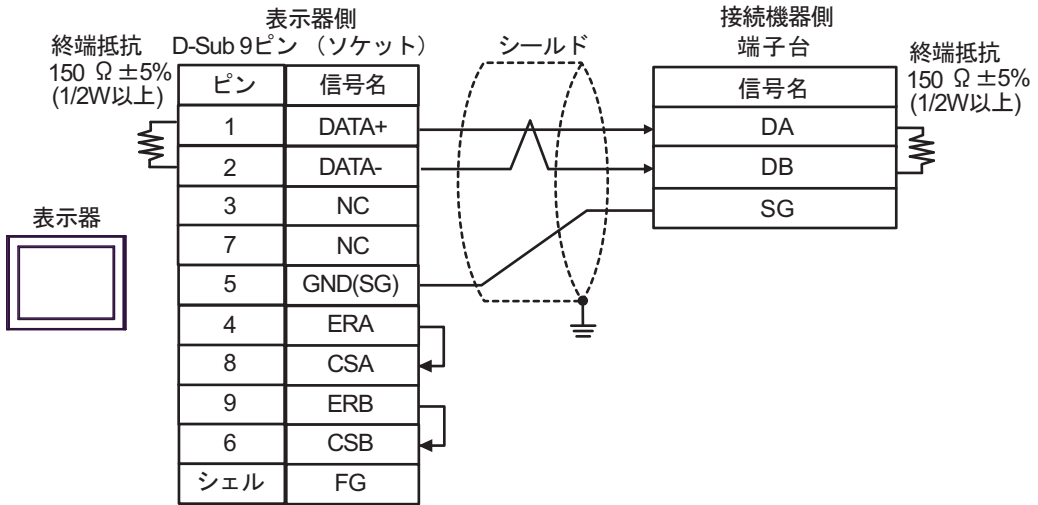 表示器側
D-Sub 9ピン （ソケット）
終端抵抗
150 Ω ±5%
(1/2W以上)
シールド
接続機器側
端子台
終端抵抗
150 Ω ±5%
(1/2W以上)
ピン 信号名
1 DATA+
2 DATA-
3 NC
7 NC
5 GND(SG)
4 ERA
8 CSA
9 ERB
6 CSB
シェル FG
信号名
DA
DB
SG
表示器